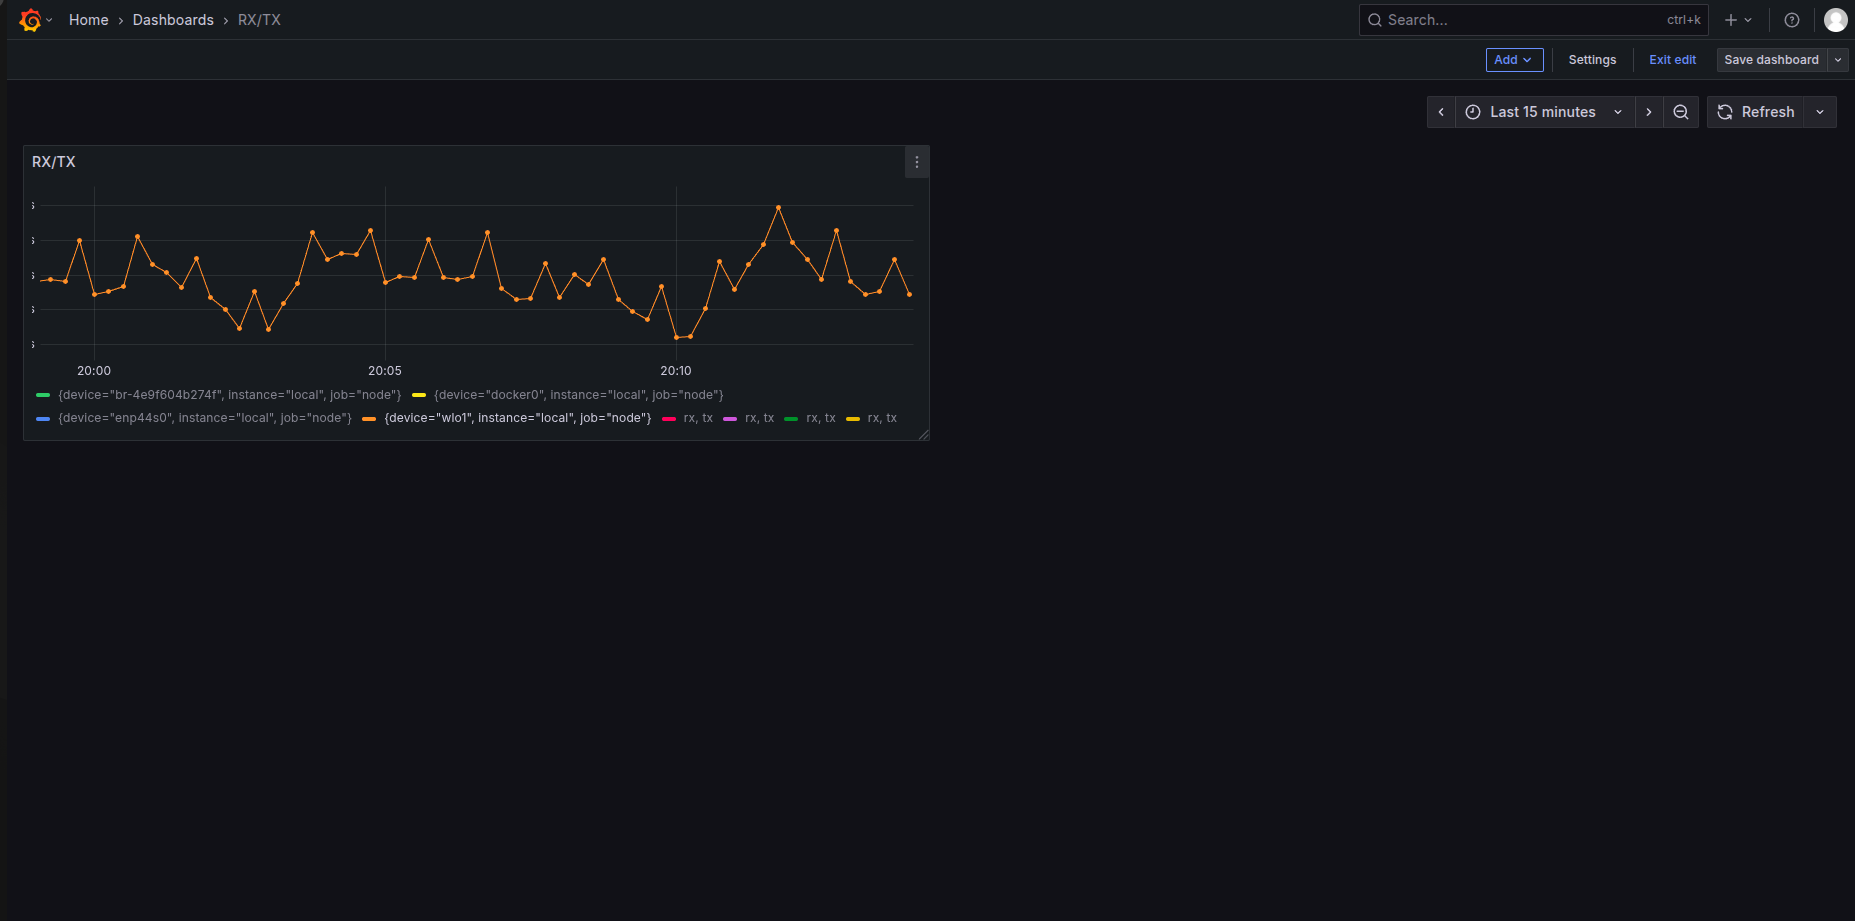 Home › Dashboards › RX/TX
Search... ctrl+k
Add
Settings
Exit edit
Save dashboard
Last 15 minutes
Refresh
RX/TX
20:00 20:05 20:10
{device="br-4e9f604b274f", instance="local", job="node"} {device="docker0", instance="local", job="node"}
{device="enp44s0", instance="local", job="node"} {device="wlo1", instance="local", job="node"} rx, tx rx, tx rx, tx rx, tx